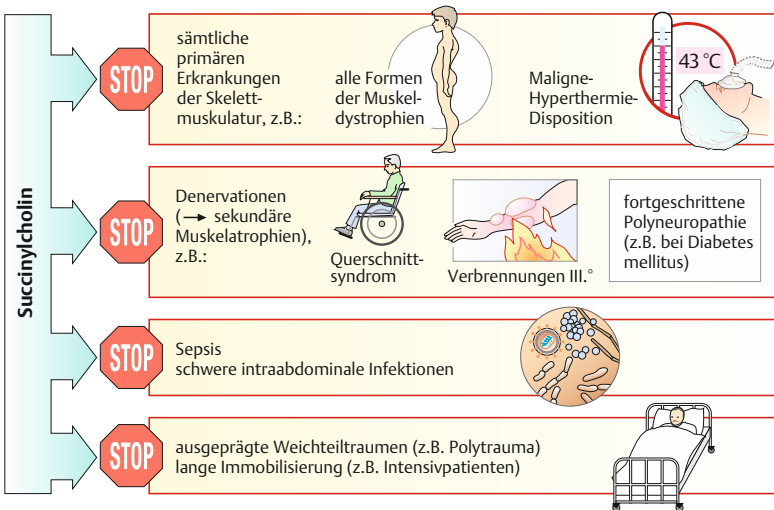 Succinylcholin
STOP
sämtliche
primären
Erkrankungen
der Skelett-
muskulatur, z.B.:
alle Formen
der Muskel-
dystrophien
Maligne-
Hyperthermie-
Disposition
43 °C
STOP
Denervationen
(→ sekundäre
Muskelatrophien),
z.B.:
Querschnitt-
syndrom
Verbrennungen III.°
fortgeschrittene
Polyneuropathie
(z.B. bei Diabetes
mellitus)
STOP
Sepsis
schwere intraabdominale Infektionen
STOP
ausgeprägte Weichteiltraumen (z.B. Polytrauma)
lange Immobilisierung (z.B. Intensivpatienten)